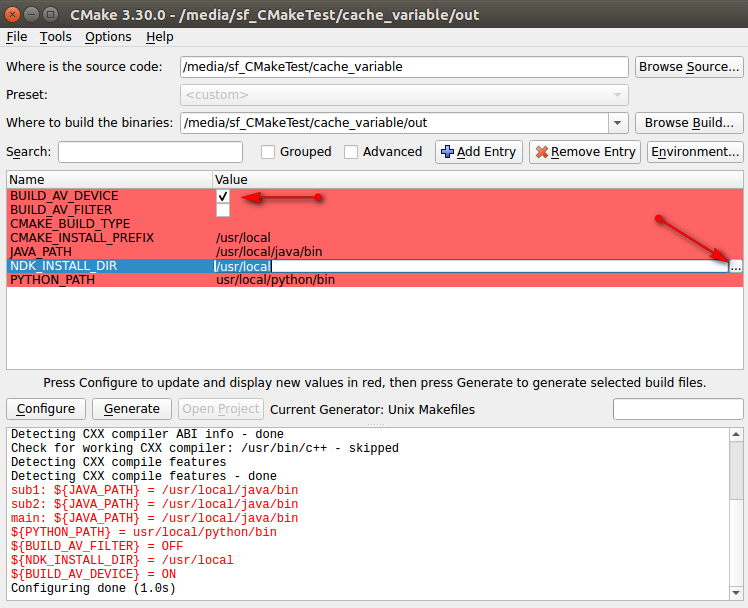 CMake 3.30.0 - /media/sf_CMakeTest/cache_variable/out
File Tools Options Help
Where is the source code: /media/sf_CMakeTest/cache_variable Browse Source...
Preset: <custom>
Where to build the binaries: /media/sf_CMakeTest/cache_variable/out Browse Build...
Search: Grouped Advanced Add Entry Remove Entry Environment...
Name Value
BUILD_AV_DEVICE
BUILD_AV_FILTER
CMAKE_BUILD_TYPE
CMAKE_INSTALL_PREFIX /usr/local
JAVA_PATH /usr/local/java/bin
NDK_INSTALL_DIR /usr/local ...
PYTHON_PATH usr/local/python/bin
Press Configure to update and display new values in red, then press Generate to generate selected build files.
Configure Generate Open Project Current Generator: Unix Makefiles
Detecting CXX compiler ABI info - done
Check for working CXX compiler: /usr/bin/c++ - skipped
Detecting CXX compile features
Detecting CXX compile features - done
sub1: ${JAVA_PATH} = /usr/local/java/bin
sub2: ${JAVA_PATH} = /usr/local/java/bin
main: ${JAVA_PATH} = /usr/local/java/bin
${PYTHON_PATH} = usr/local/python/bin
${BUILD_AV_FILTER} = OFF
${NDK_INSTALL_DIR} = /usr/local
${BUILD_AV_DEVICE} = ON
Configuring done (1.0s)